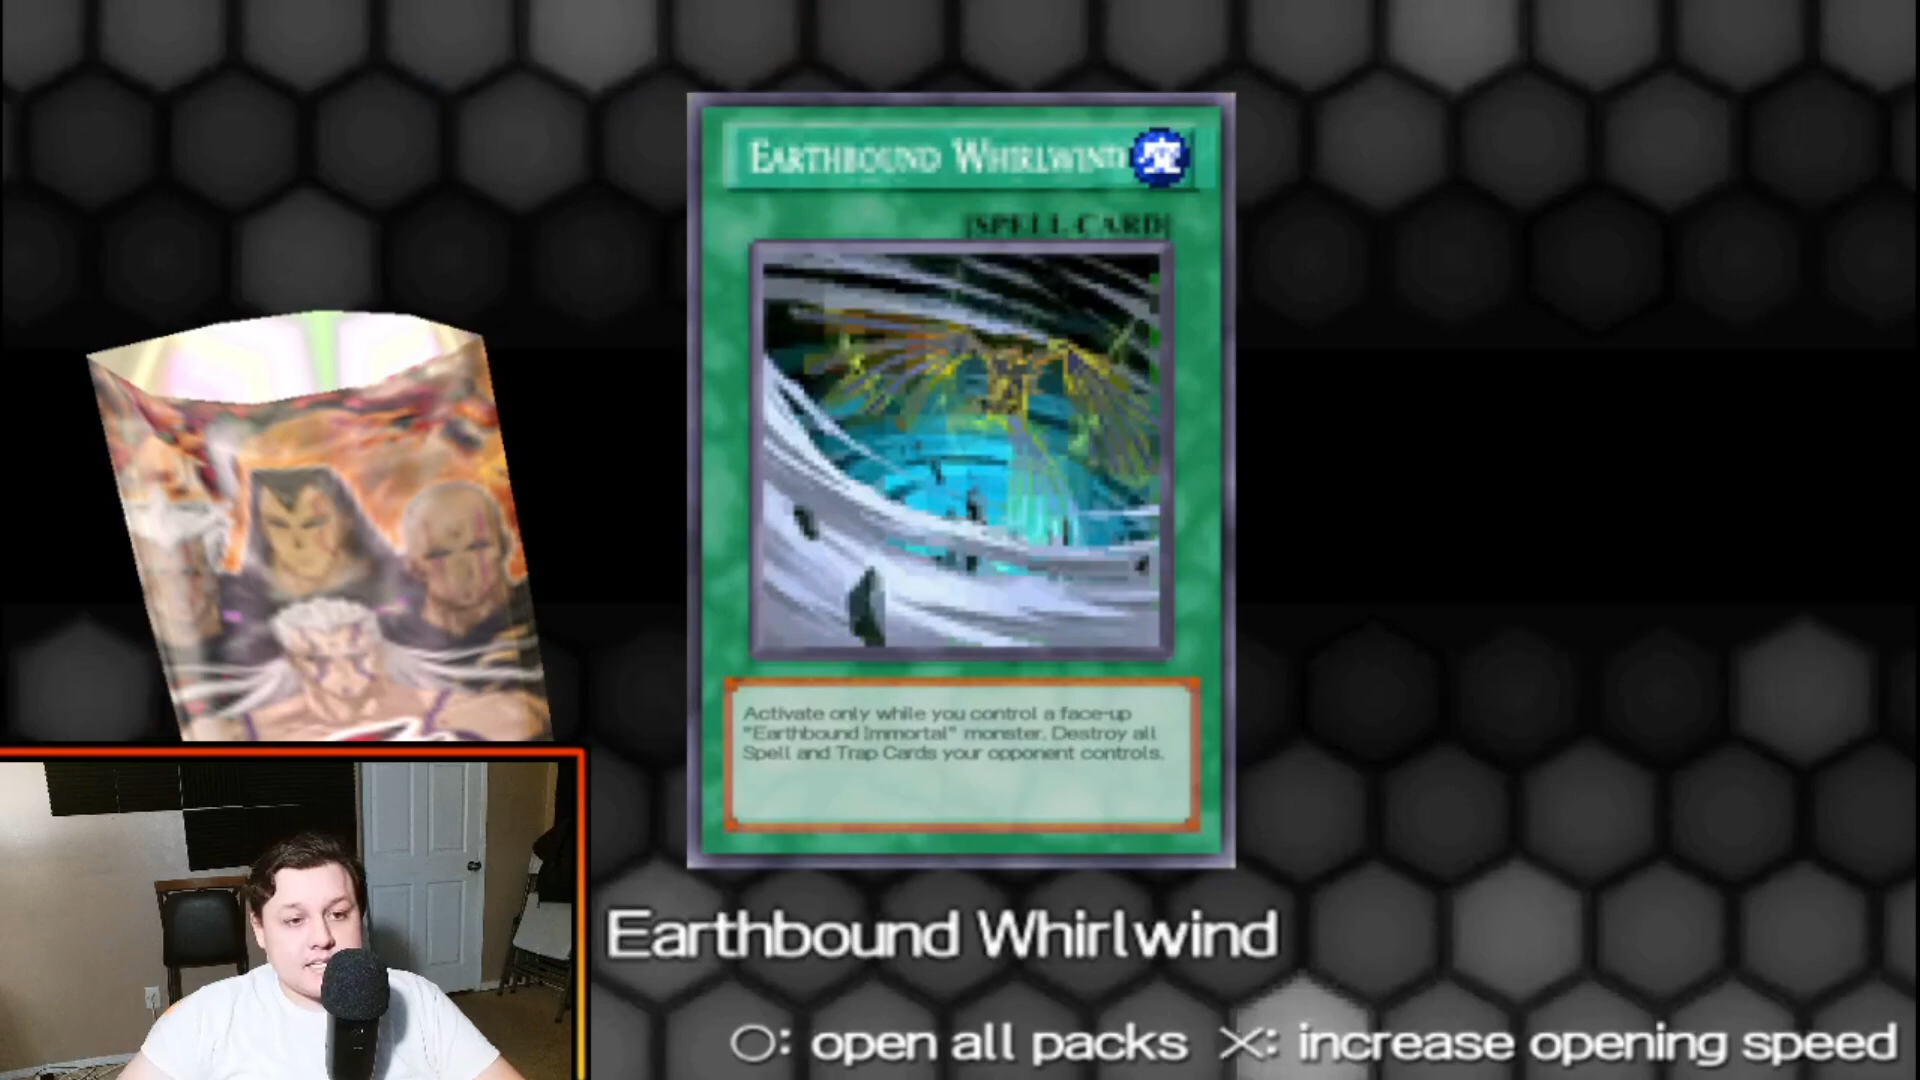 EARTHBOUND WHIRLWIND
[SPELL CARD]
Activate only while you control a face-up
"Earthbound Immortal" monster. Destroy all
Spell and Trap Cards your opponent controls.
Earthbound Whirlwind
○: open all packs ×: increase opening speed